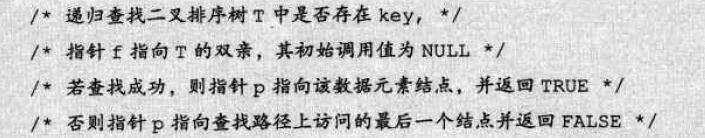 /* 递归查找二叉排序树 T 中是否存在 key, */
/* 指针 f 指向 T 的双亲, 其初始调用值为 NULL */
/* 若查找成功, 则指针 p 指向该数据元素结点, 并返回 TRUE */
/* 否则指针 p 指向查找路径上访问的最后一个结点并返回 FALSE */